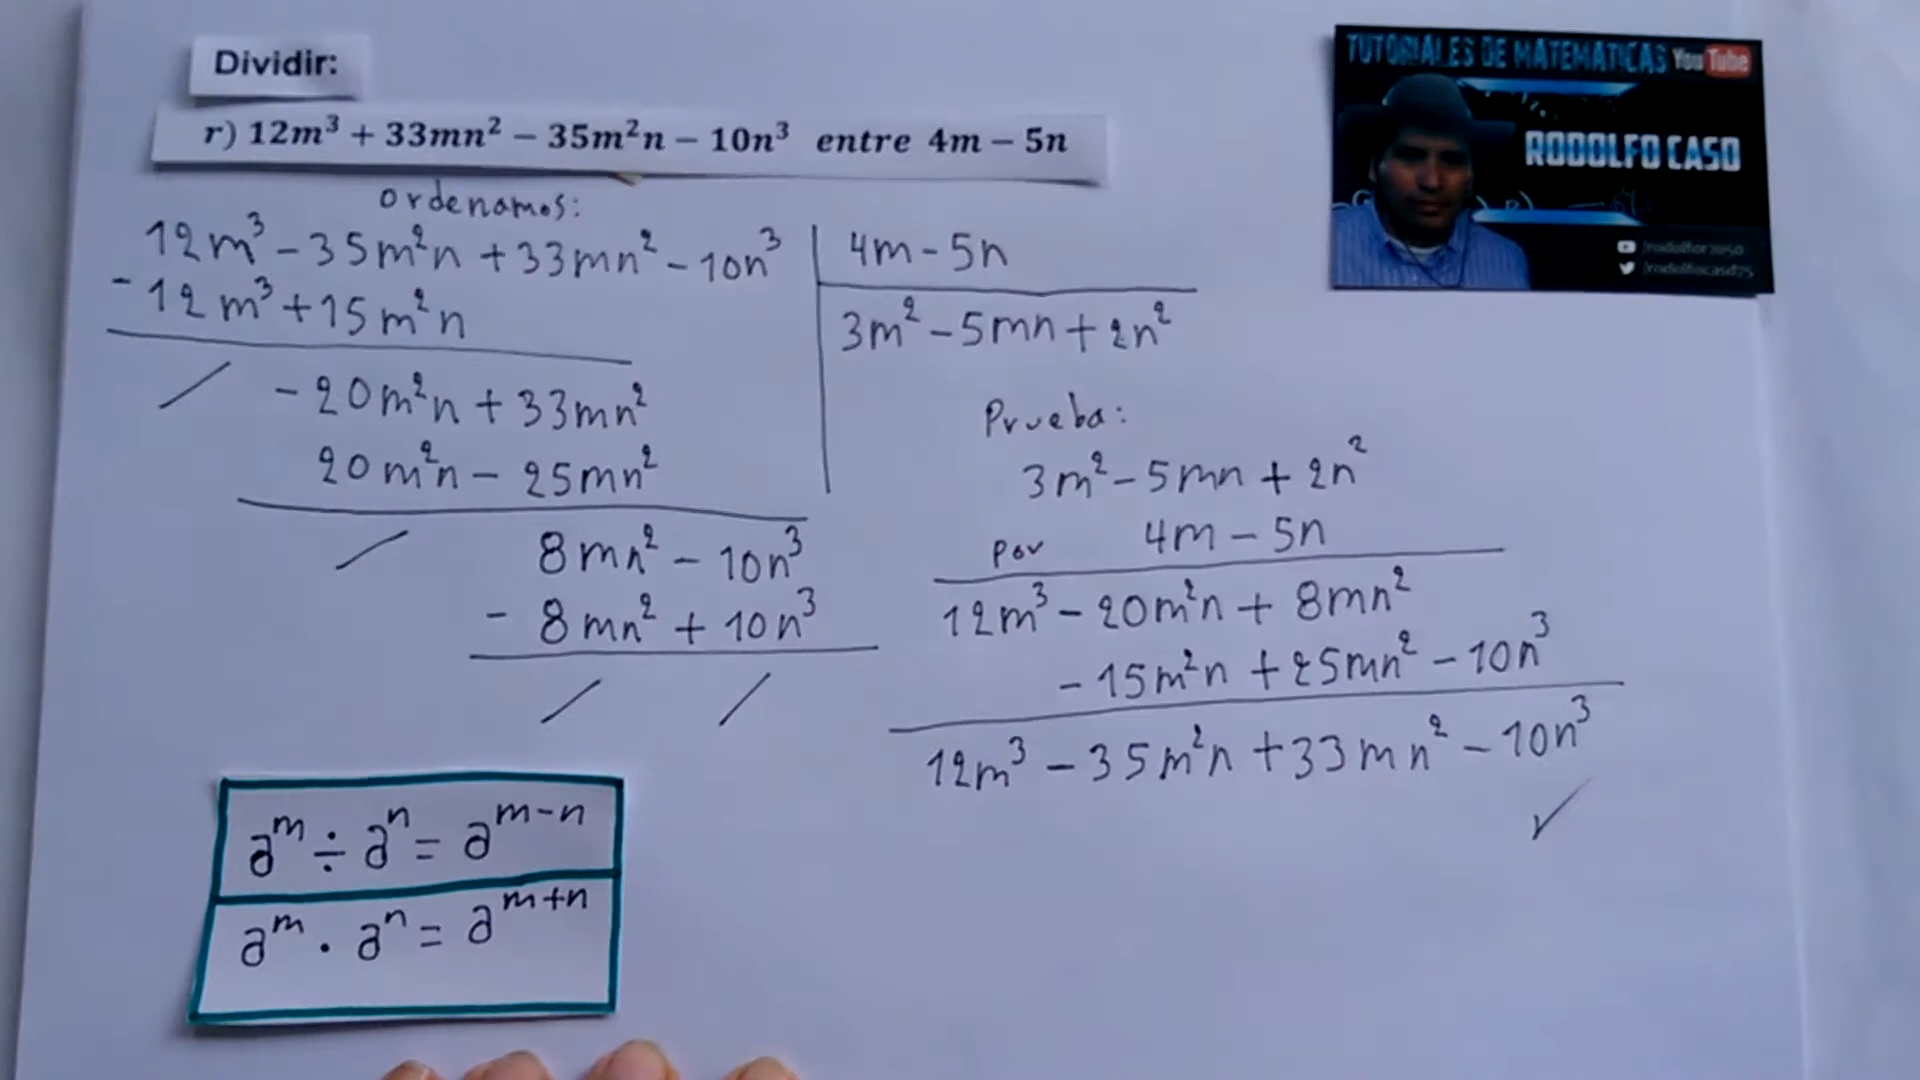 Dividir:
r) 12m³ + 33mn² − 35m²n − 10n³ entre 4m − 5n
ordenamos:
12m³ - 35m²n + 33mn² - 10n³ | 4m - 5n
- 12m³ + 15m²n
3m² - 5mn + 2n²
- 20m²n + 33mn²
20m²n - 25mn²
8mn² - 10n³
- 8mn² + 10n³
Prueba:
3m² - 5mn + 2n²
por 4m - 5n
12m³ - 20m²n + 8mn²
- 15m²n + 25mn² - 10n³
12m³ - 35m²n + 33mn² - 10n³
✓
aᵐ ÷ aⁿ = aᵐ⁻ⁿ
aᵐ · aⁿ = aᵐ⁺ⁿ
TUTORIALES DE MATEMATICAS YouTube
RODOLFO CASO